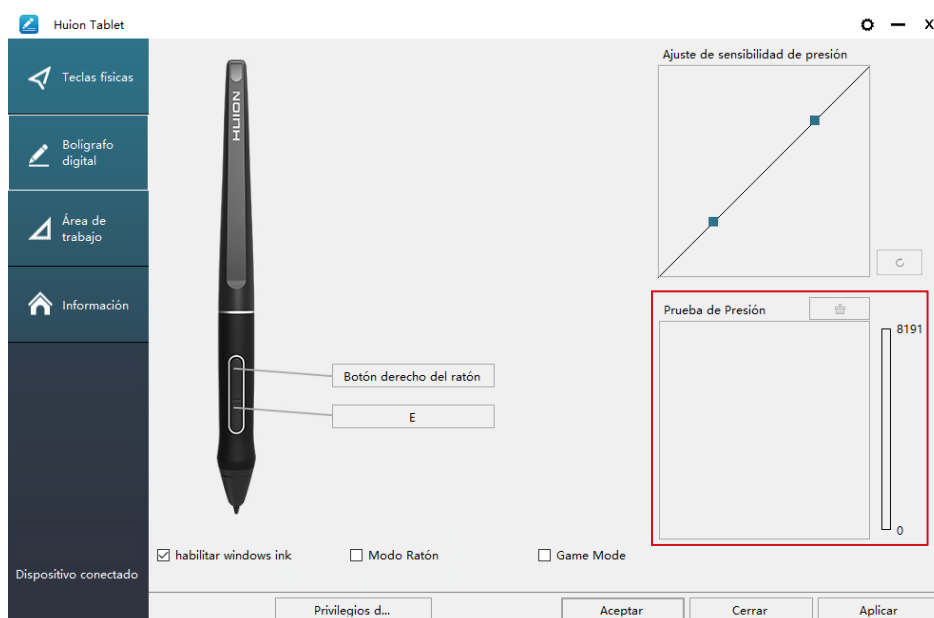 Huion Tablet
X
Teclas físicas
Bolígrafo
digital
Área de
trabajo
Información
Dispositivo conectado
HUION
Botón derecho del ratón
E
Ajuste de sensibilidad de presión
Prueba de Presión
8191
0
habilitar windows ink
Modo Ratón
Game Mode
Privilegios d...
Aceptar
Cerrar
Aplicar